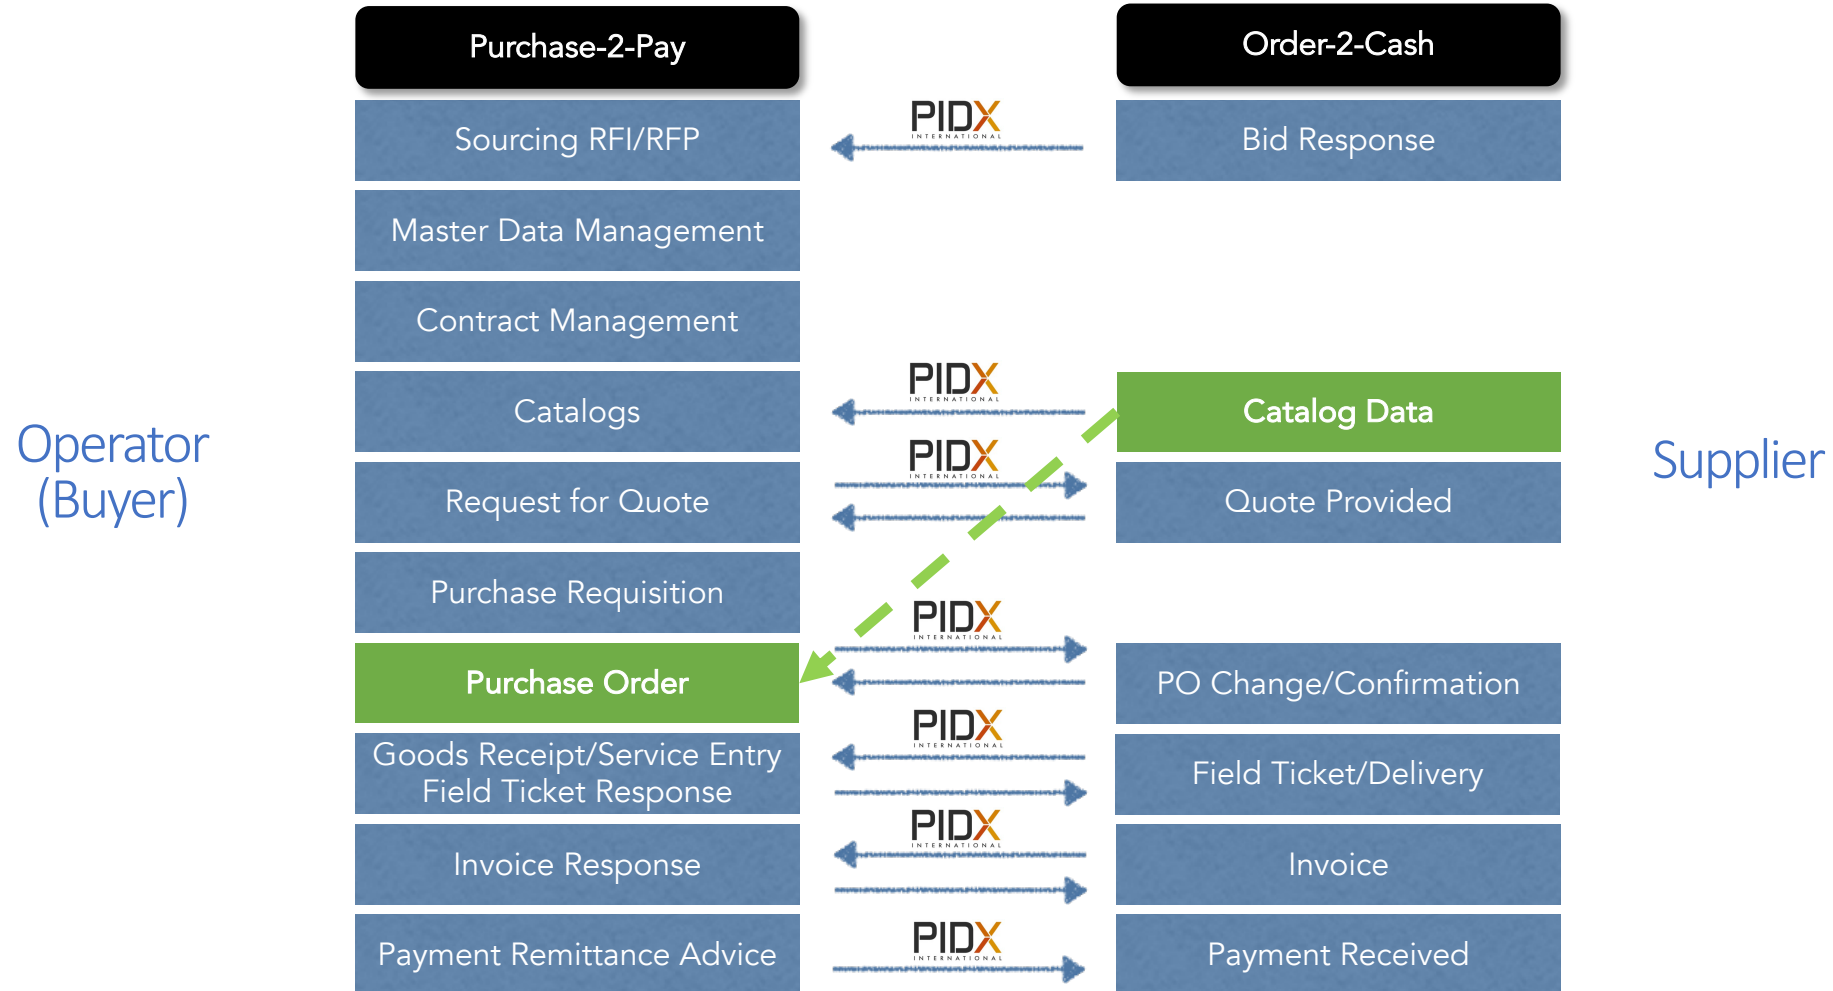 Purchase-2-Pay
Order-2-Cash
Sourcing RFI/RFP
PIDX
INTERNATIONAL
Bid Response
Master Data Management
Contract Management
Catalogs
PIDX
INTERNATIONAL
Catalog Data
Operator
(Buyer)
Supplier
Request for Quote
PIDX
INTERNATIONAL
Quote Provided
Purchase Requisition
PIDX
INTERNATIONAL
Purchase Order
PO Change/Confirmation
Goods Receipt/Service Entry
Field Ticket Response
PIDX
INTERNATIONAL
Field Ticket/Delivery
Invoice Response
PIDX
INTERNATIONAL
Invoice
Payment Remittance Advice
PIDX
INTERNATIONAL
Payment Received